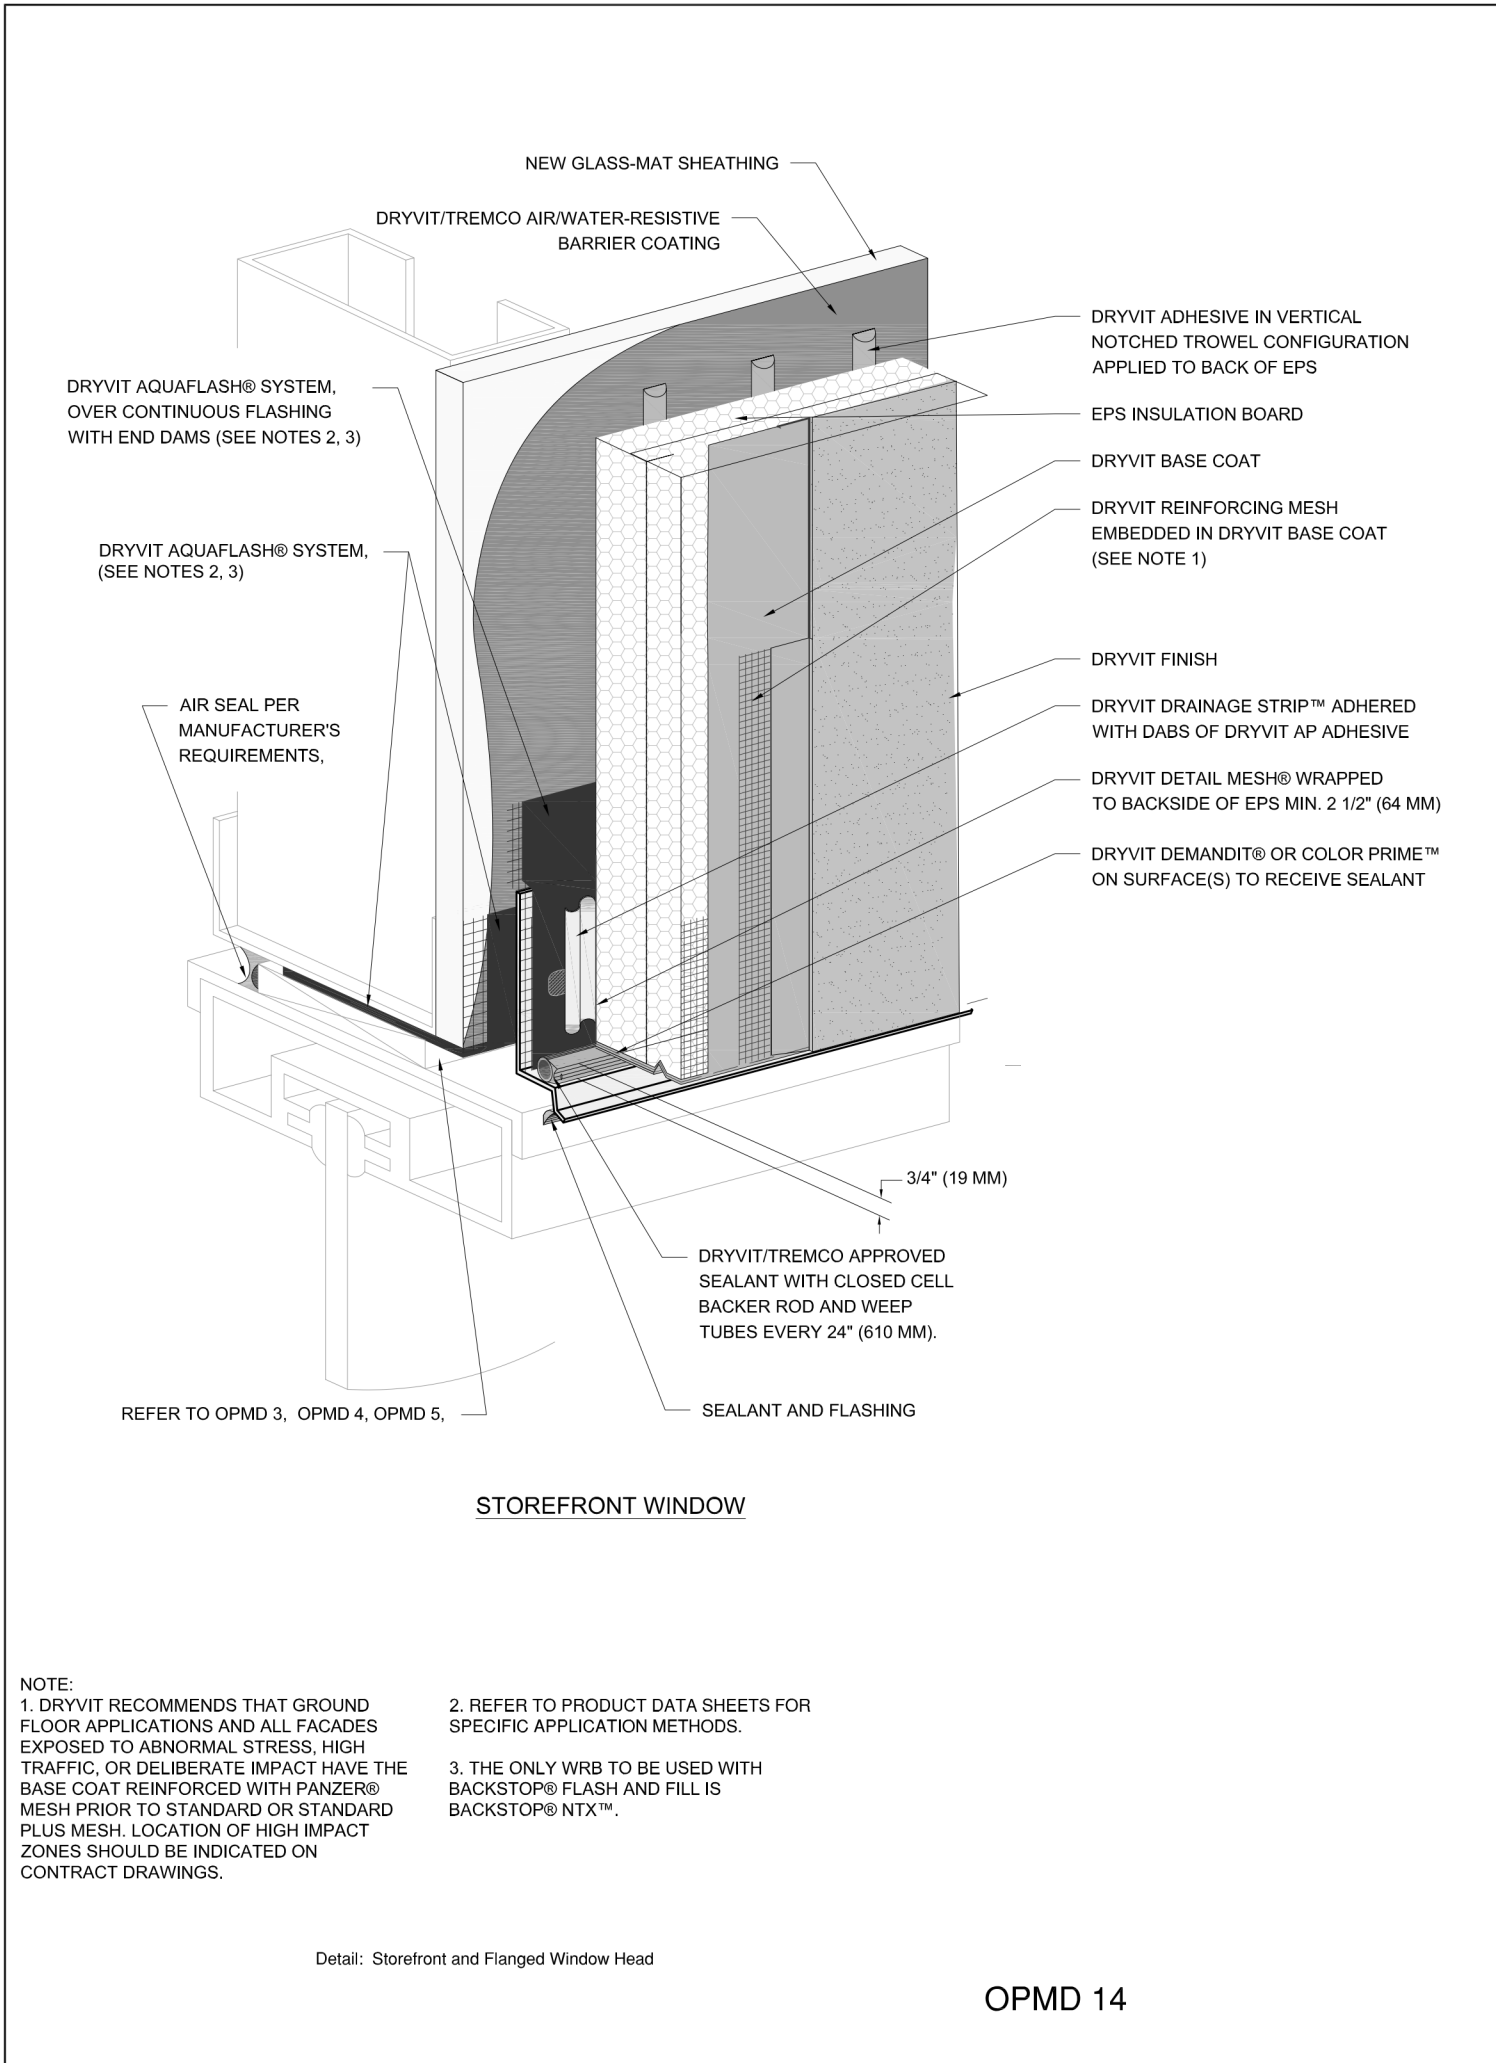 NEW GLASS-MAT SHEATHING
DRYVIT/TREMCO AIR/WATER-RESISTIVE
BARRIER COATING
DRYVIT ADHESIVE IN VERTICAL
NOTCHED TROWEL CONFIGURATION
APPLIED TO BACK OF EPS
DRYVIT AQUAFLASH® SYSTEM,
OVER CONTINUOUS FLASHING
WITH END DAMS (SEE NOTES 2, 3)
EPS INSULATION BOARD
DRYVIT BASE COAT
DRYVIT REINFORCING MESH
EMBEDDED IN DRYVIT BASE COAT
(SEE NOTE 1)
DRYVIT AQUAFLASH® SYSTEM,
(SEE NOTES 2, 3)
DRYVIT FINISH
AIR SEAL PER
MANUFACTURER'S
REQUIREMENTS,
DRYVIT DRAINAGE STRIP™ ADHERED
WITH DABS OF DRYVIT AP ADHESIVE
DRYVIT DETAIL MESH® WRAPPED
TO BACKSIDE OF EPS MIN. 2 1/2" (64 MM)
DRYVIT DEMANDIT® OR COLOR PRIME™
ON SURFACE(S) TO RECEIVE SEALANT
3/4" (19 MM)
DRYVIT/TREMCO APPROVED
SEALANT WITH CLOSED CELL
BACKER ROD AND WEEP
TUBES EVERY 24" (610 MM).
REFER TO OPMD 3, OPMD 4, OPMD 5,
SEALANT AND FLASHING
STOREFRONT WINDOW
NOTE:
1. DRYVIT RECOMMENDS THAT GROUND
FLOOR APPLICATIONS AND ALL FACADES
EXPOSED TO ABNORMAL STRESS, HIGH
TRAFFIC, OR DELIBERATE IMPACT HAVE THE
BASE COAT REINFORCED WITH PANZER®
MESH PRIOR TO STANDARD OR STANDARD
PLUS MESH. LOCATION OF HIGH IMPACT
ZONES SHOULD BE INDICATED ON
CONTRACT DRAWINGS.
2. REFER TO PRODUCT DATA SHEETS FOR
SPECIFIC APPLICATION METHODS.
3. THE ONLY WRB TO BE USED WITH
BACKSTOP® FLASH AND FILL IS
BACKSTOP® NTX™.
Detail: Storefront and Flanged Window Head
OPMD 14